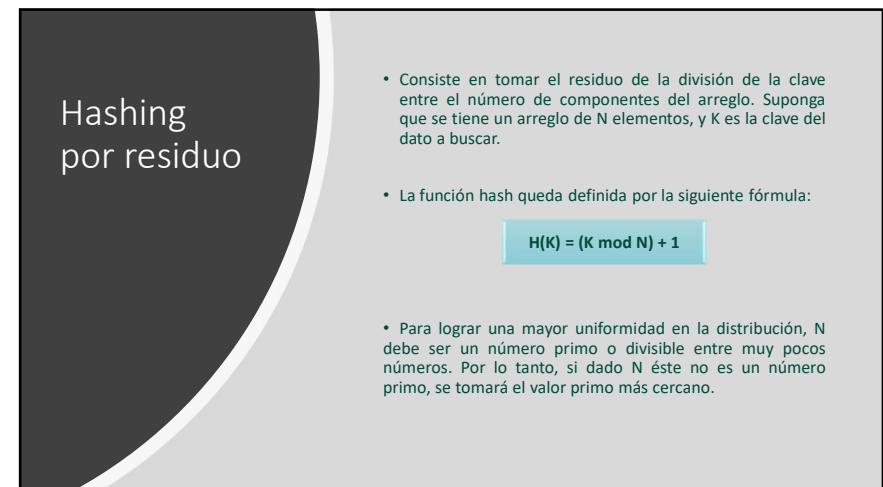 Hashing
por residuo
• Consiste en tomar el residuo de la división de la clave
entre el número de componentes del arreglo. Suponga
que se tiene un arreglo de N elementos, y K es la clave del
dato a buscar.
• La función hash queda definida por la siguiente fórmula:
H(K) = (K mod N) + 1
• Para lograr una mayor uniformidad en la distribución, N
debe ser un número primo o divisible entre muy pocos
números. Por lo tanto, si dado N éste no es un número
primo, se tomará el valor primo más cercano.